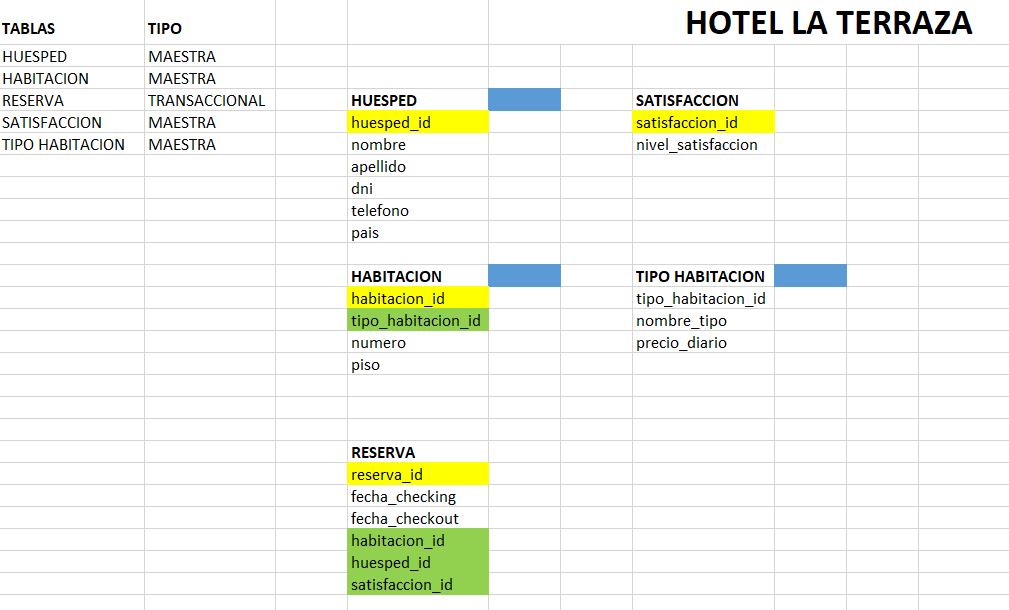 HOTEL LA TERRAZA
TABLAS TIPO
HUESPED MAESTRA
HABITACION MAESTRA
RESERVA TRANSACCIONAL
SATISFACCION MAESTRA
TIPO HABITACION MAESTRA
HUESPED
huesped_id
nombre
apellido
dni
telefono
pais
SATISFACCION
satisfaccion_id
nivel_satisfaccion
HABITACION
habitacion_id
tipo_habitacion_id
numero
piso
TIPO HABITACION
tipo_habitacion_id
nombre_tipo
precio_diario
RESERVA
reserva_id
fecha_checking
fecha_checkout
habitacion_id
huesped_id
satisfaccion_id